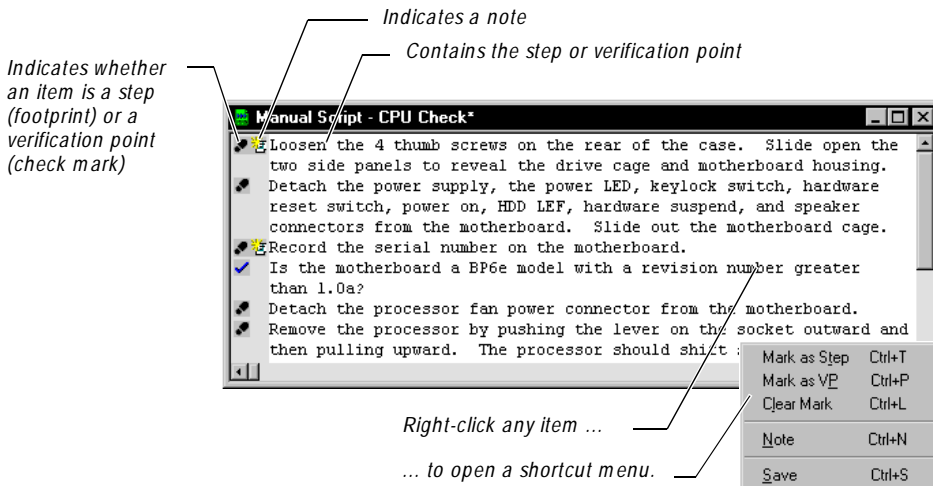 Indicates a note
Contains the step or verification point
Indicates whether
an item is a step
(footprint) or a
verification point
(check mark)
Manual Script - CPU Check*
Loosen the 4 thumb screws on the rear of the case. Slide open the
two side panels to reveal the drive cage and motherboard housing.
Detach the power supply, the power LED, keylock switch, hardware
reset switch, power on, HDD LEF, hardware suspend, and speaker
connectors from the motherboard. Slide out the motherboard cage.
Record the serial number on the motherboard.
Is the motherboard a BP6e model with a revision number greater
than 1.0a?
Detach the processor fan power connector from the motherboard.
Remove the processor by pushing the lever on the socket outward and
then pulling upward. The processor should shift
Mark as Step Ctrl+T
Mark as VP Ctrl+P
Clear Mark Ctrl+L
Note Ctrl+N
Save Ctrl+S
Right-click any item ...
... to open a shortcut menu.